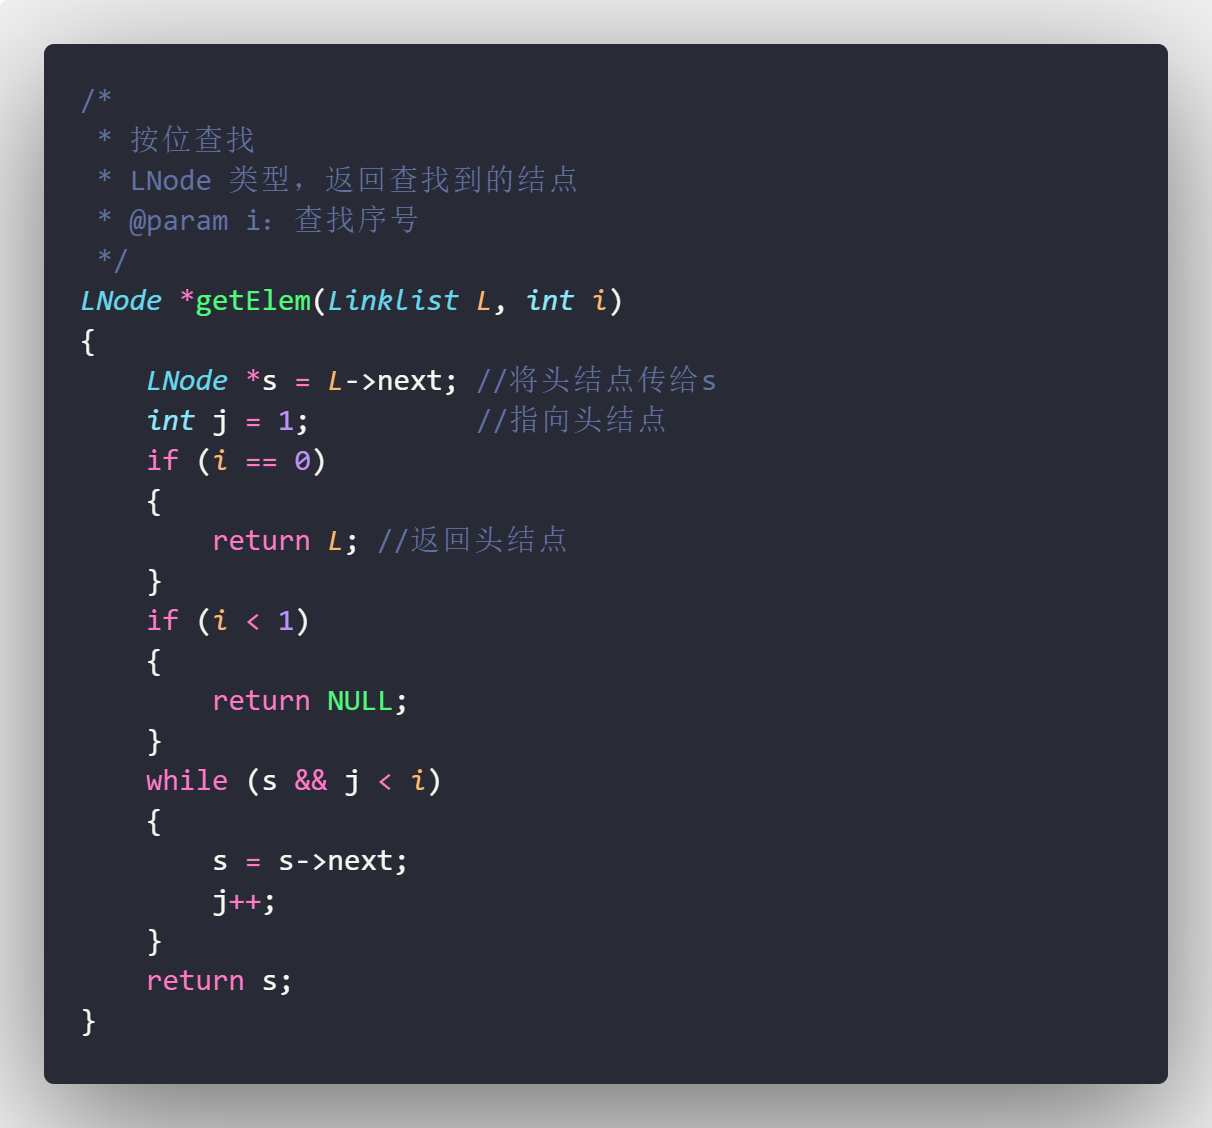 /*
 * 按位查找
 * LNode 类型，返回查找到的结点
 * @param i：查找序号
 */
LNode *getElem(Linklist L, int i)
{
    LNode *s = L->next; //将头结点传给s
    int j = 1;          //指向头结点
    if (i == 0)
    {
        return L; //返回头结点
    }
    if (i < 1)
    {
        return NULL;
    }
    while (s && j < i)
    {
        s = s->next;
        j++;
    }
    return s;
}